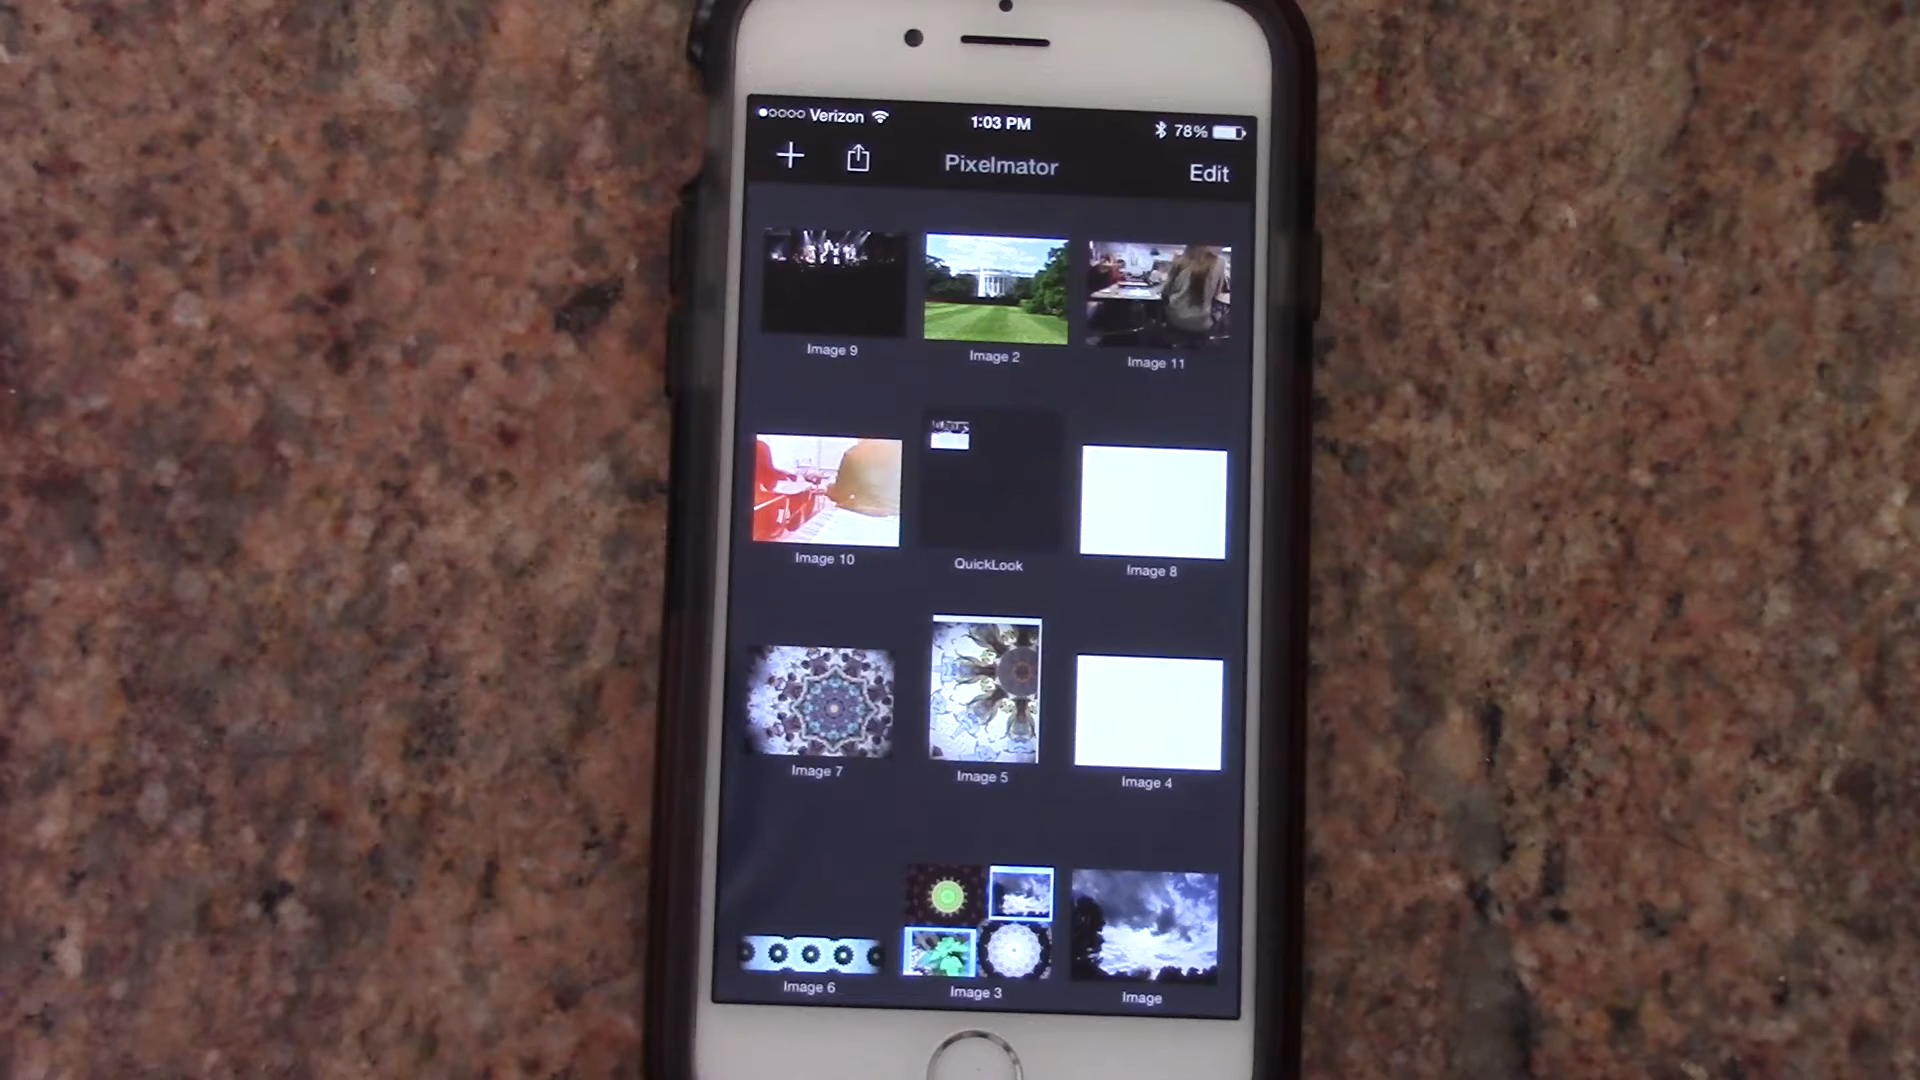 Verizon 1:03 PM 78%
Pixelmator Edit
Image 9 Image 2 Image 11
Image 10 QuickLook Image 8
Image 7 Image 5 Image 4
Image 6 Image 3 Image